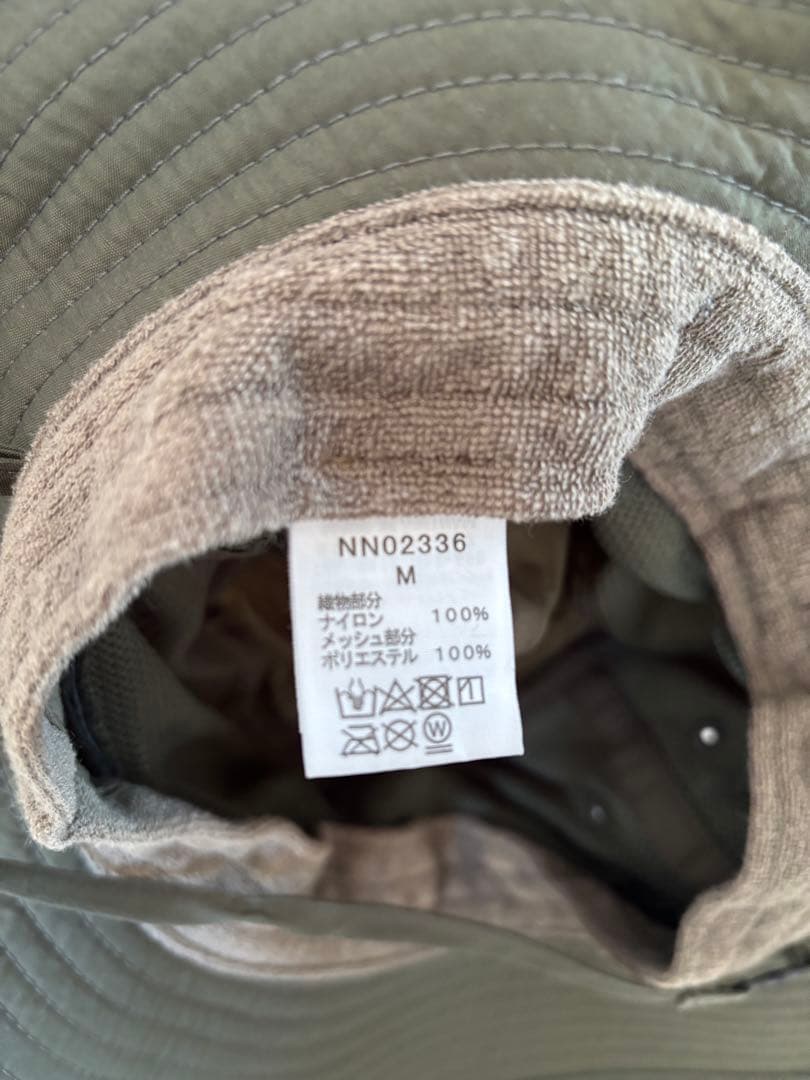 NN02336
M
織物部分
ナイロン 100%
メッシュ部分
ポリエステル 100%
W